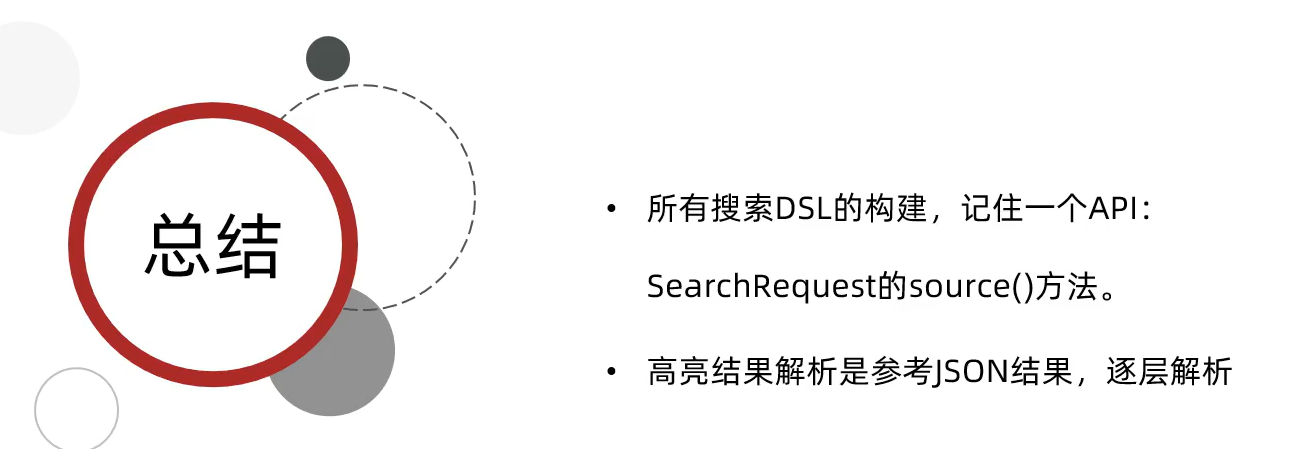 总结
• 所有搜索DSL的构建，记住一个API：
SearchRequest的source()方法。
• 高亮结果解析是参考JSON结果，逐层解析